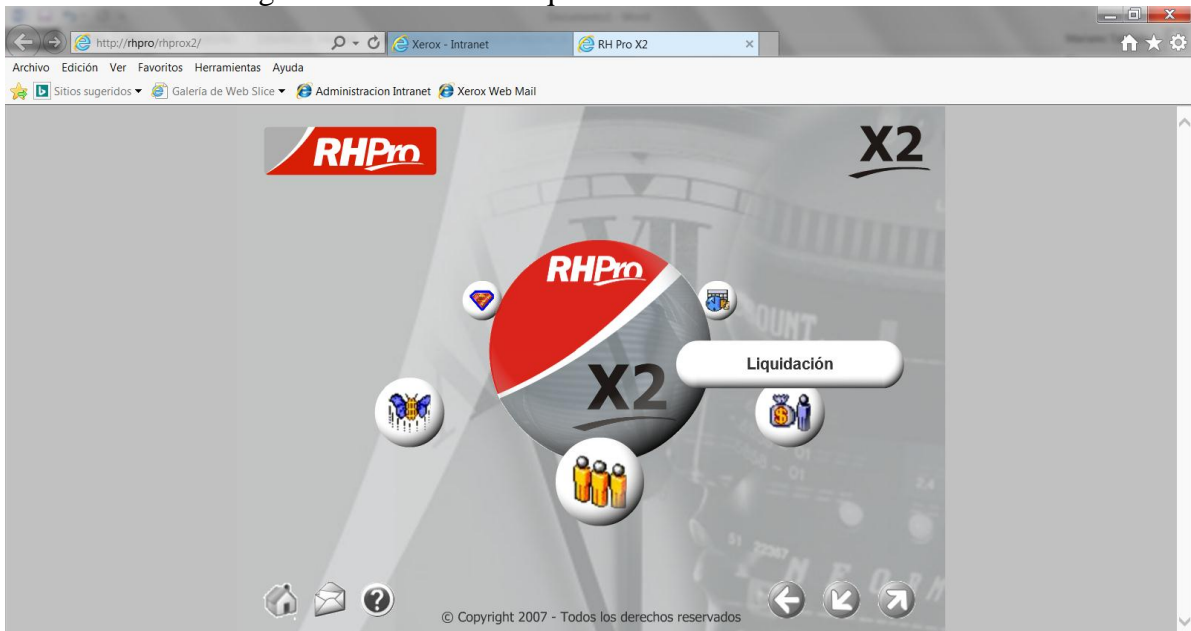 http://rhpro/rhprox2/
Xerox - Intranet
RH Pro X2
Archivo Edición Ver Favoritos Herramientas Ayuda
Sitios sugeridos
Galería de Web Slice
Administracion Intranet
Xerox Web Mail
RHPro
X2
RHPro
X2
Liquidación
© Copyright 2007 - Todos los derechos reservados